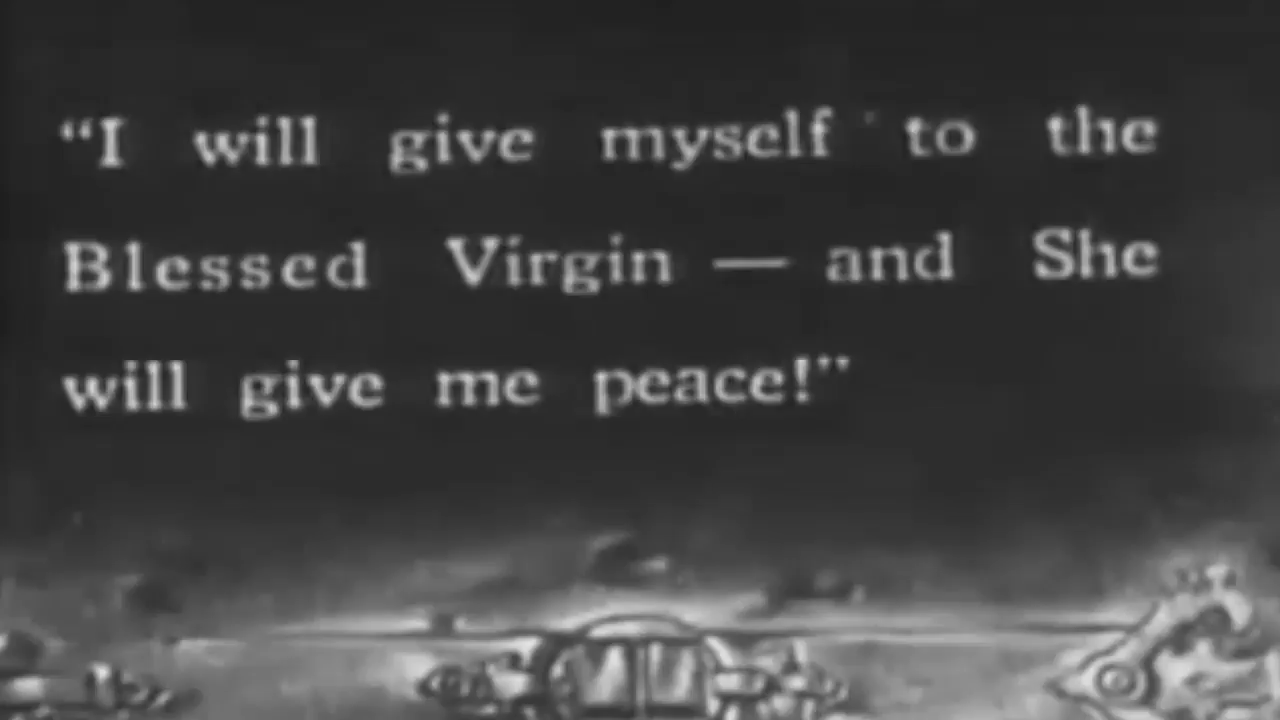 “I will give myself to the
Blessed Virgin — and She
will give me peace!”